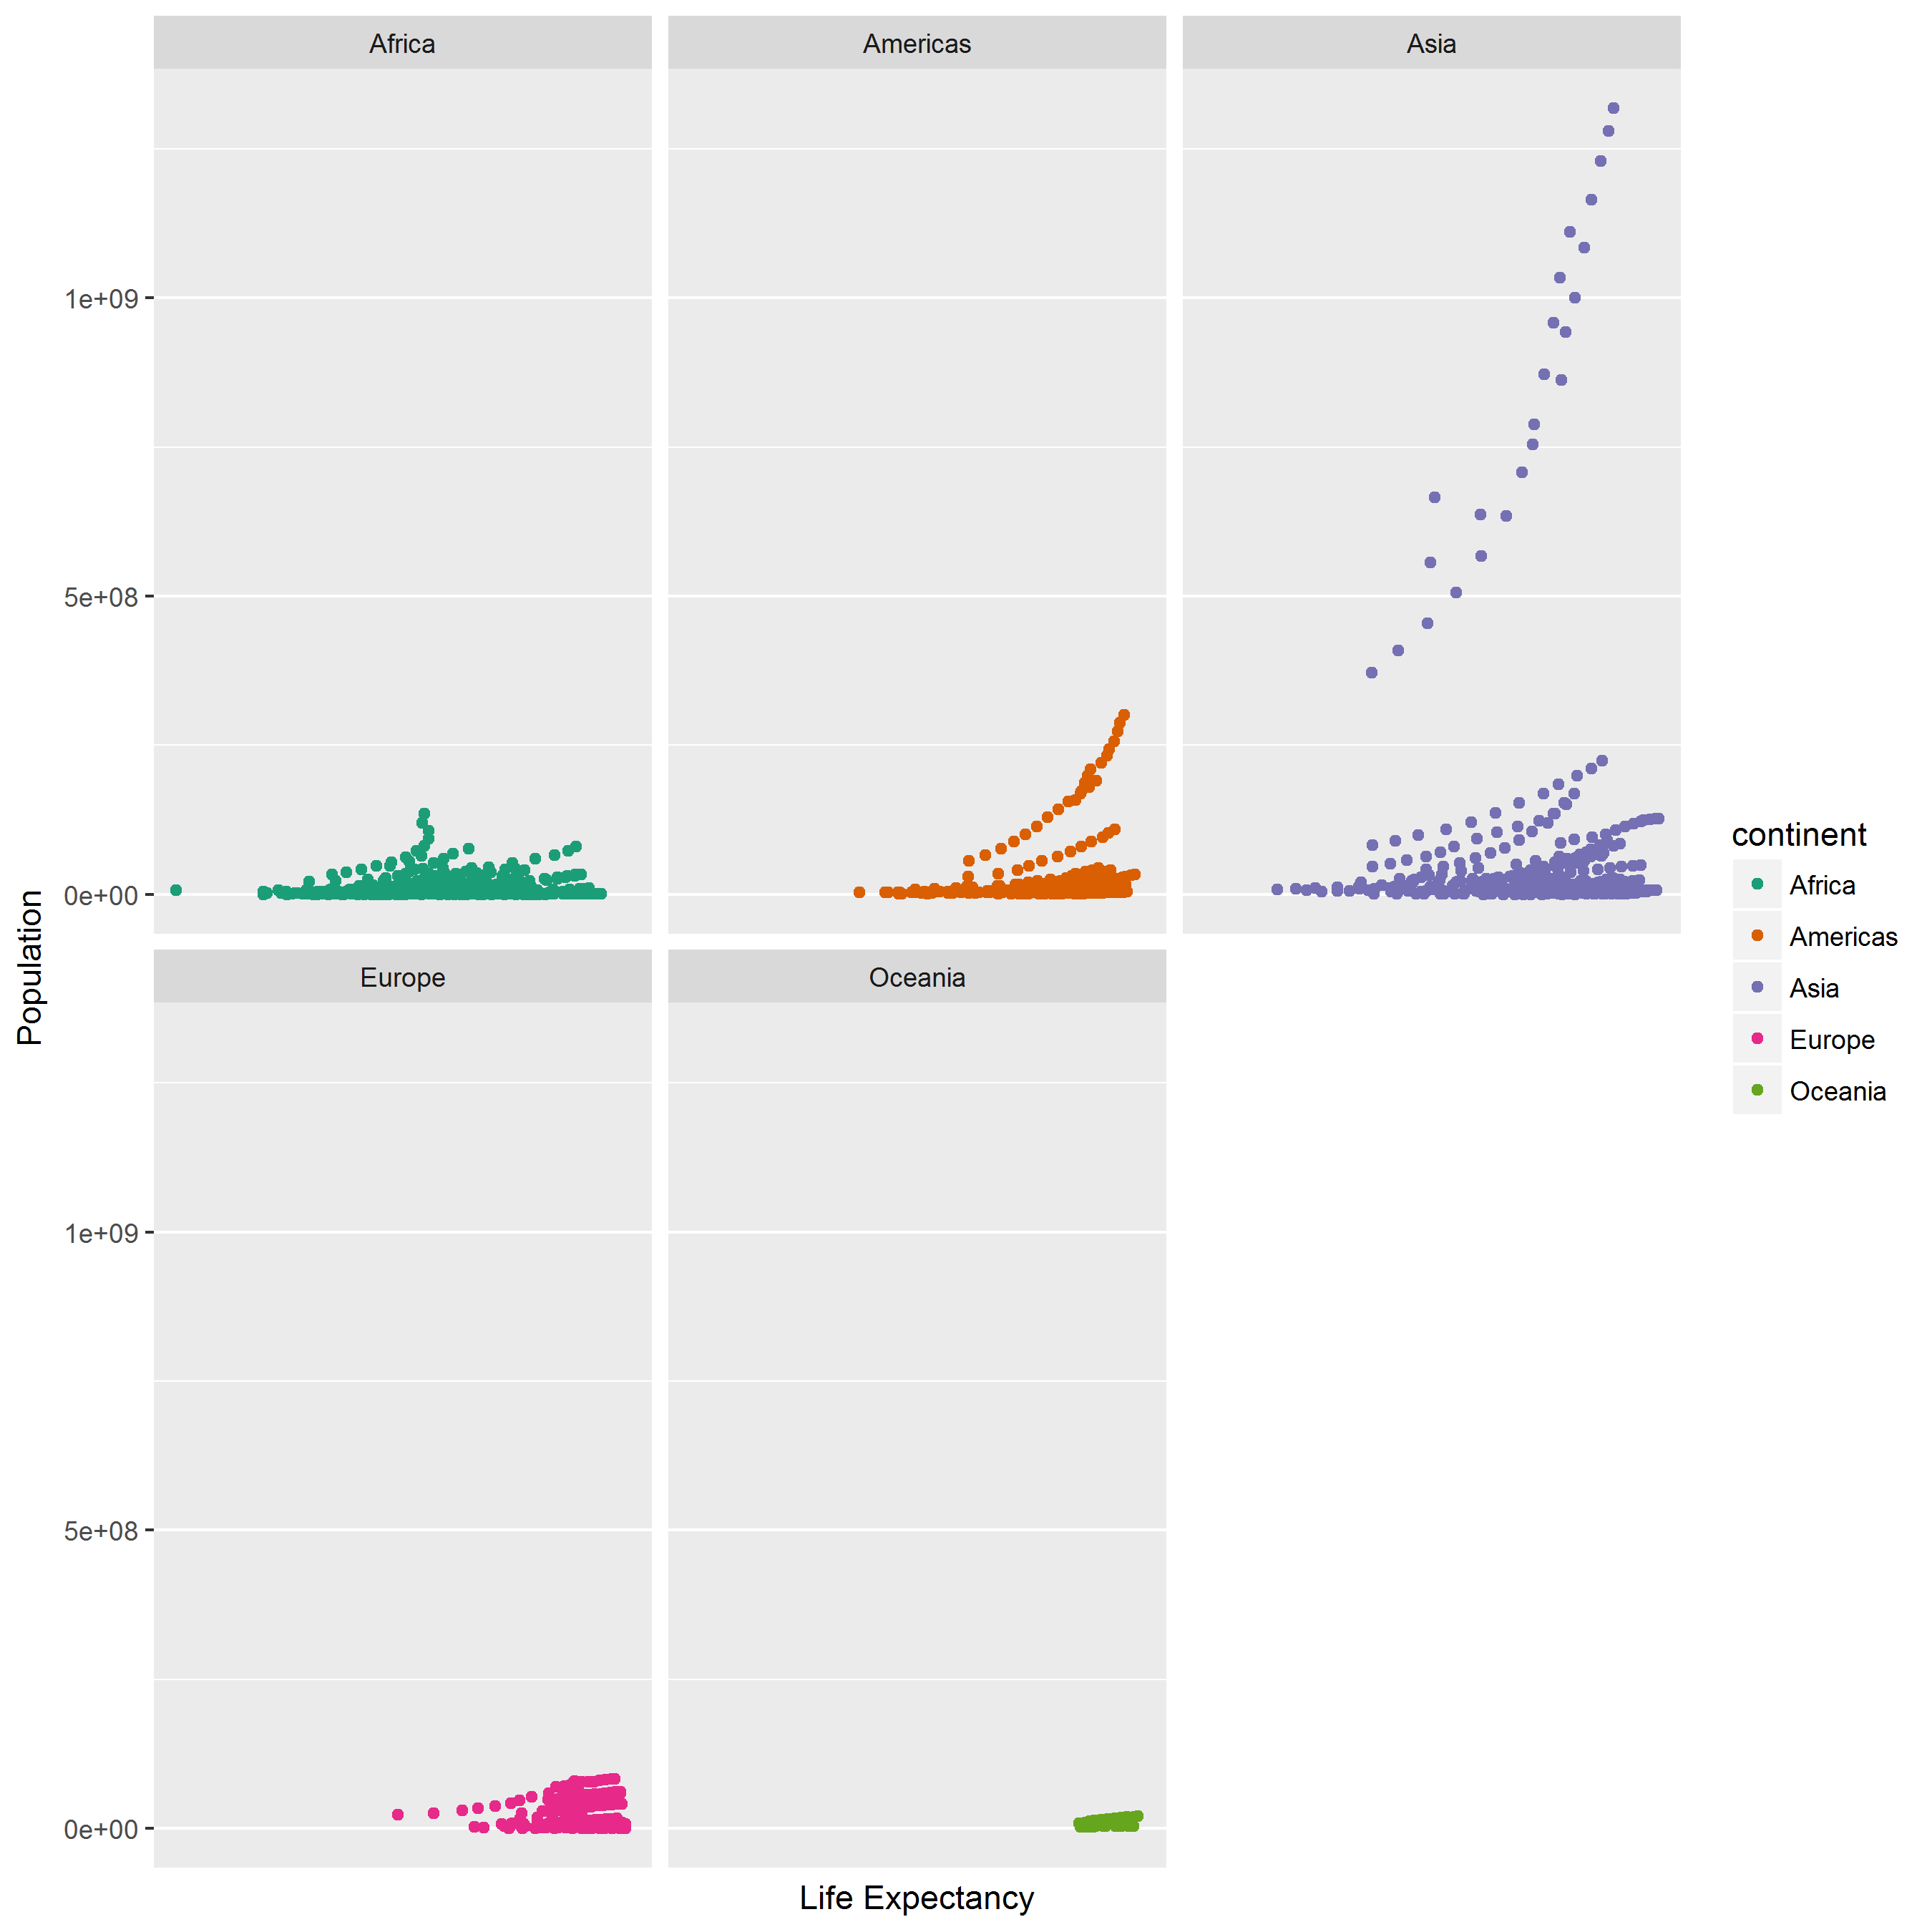 Africa
Americas
Asia
1e+09
5e+08
0e+00
Population
Europe
Oceania
1e+09
5e+08
0e+00
Life Expectancy
continent
Africa
Americas
Asia
Europe
Oceania